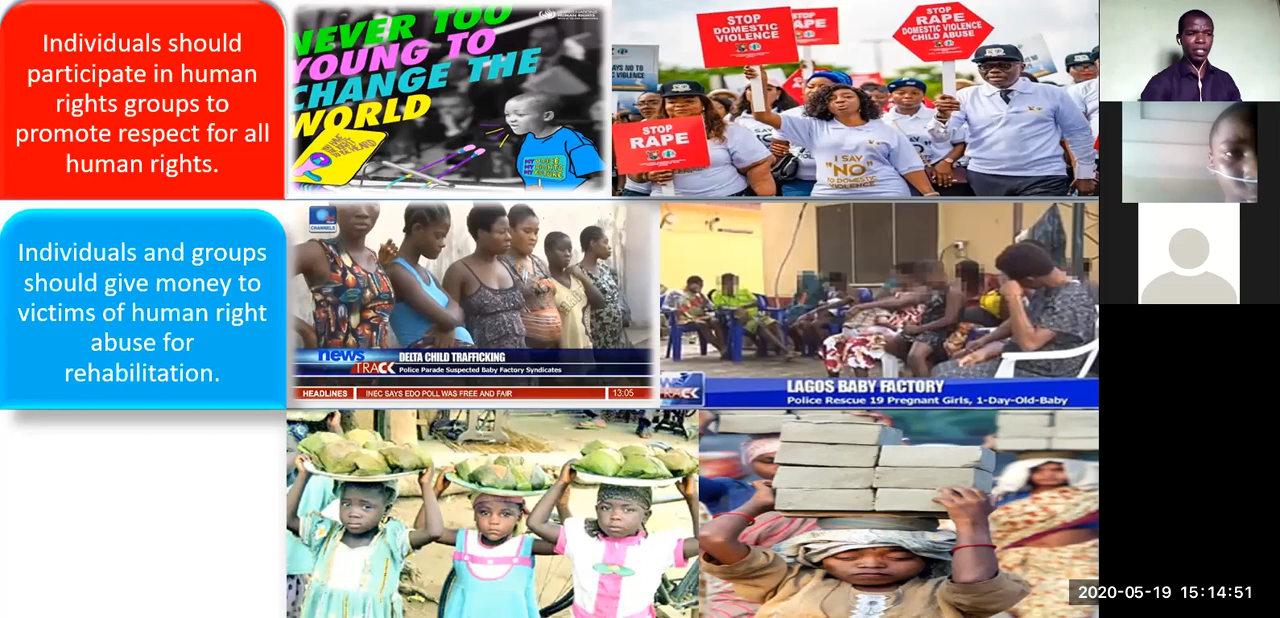 Individuals should
participate in human
rights groups to
promote respect for all
human rights.
NEVER TOO
YOUNG TO
CHANGE THE
WORLD
STOP
DOMESTIC
VIOLENCE
STOP
RAPE
DOMESTIC VIOLENCE
CHILD ABUSE
STOP
RAPE
I SAY
"NO"
TO DOMESTIC
VIOLENCE
Individuals and groups
should give money to
victims of human right
abuse for
rehabilitation.
CHANNELS
news
TRACK
DELTA CHILD TRAFFICKING
Police Parade Suspected Baby Factory Syndicates
HEADLINES
INEC SAYS EDO POLL WAS FREE AND FAIR
13:05
LAGOS BABY FACTORY
Police Rescue 19 Pregnant Girls, 1-Day-Old-Baby
2020-05-19 15:14:51